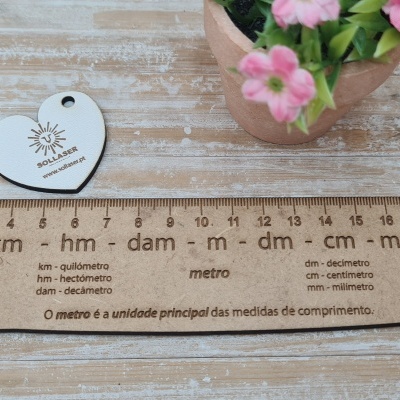 SOLLASER
www.sollaser.pt
4 5 6 7 8 9 10 11 12 13 14 15 16
m - hm - dam - m - dm - cm - m
km - quilómetro
hm - hectómetro
dam - decâmetro
metro
dm - decímetro
cm - centímetro
mm - milímetro
O metro é a unidade principal das medidas de comprimento.